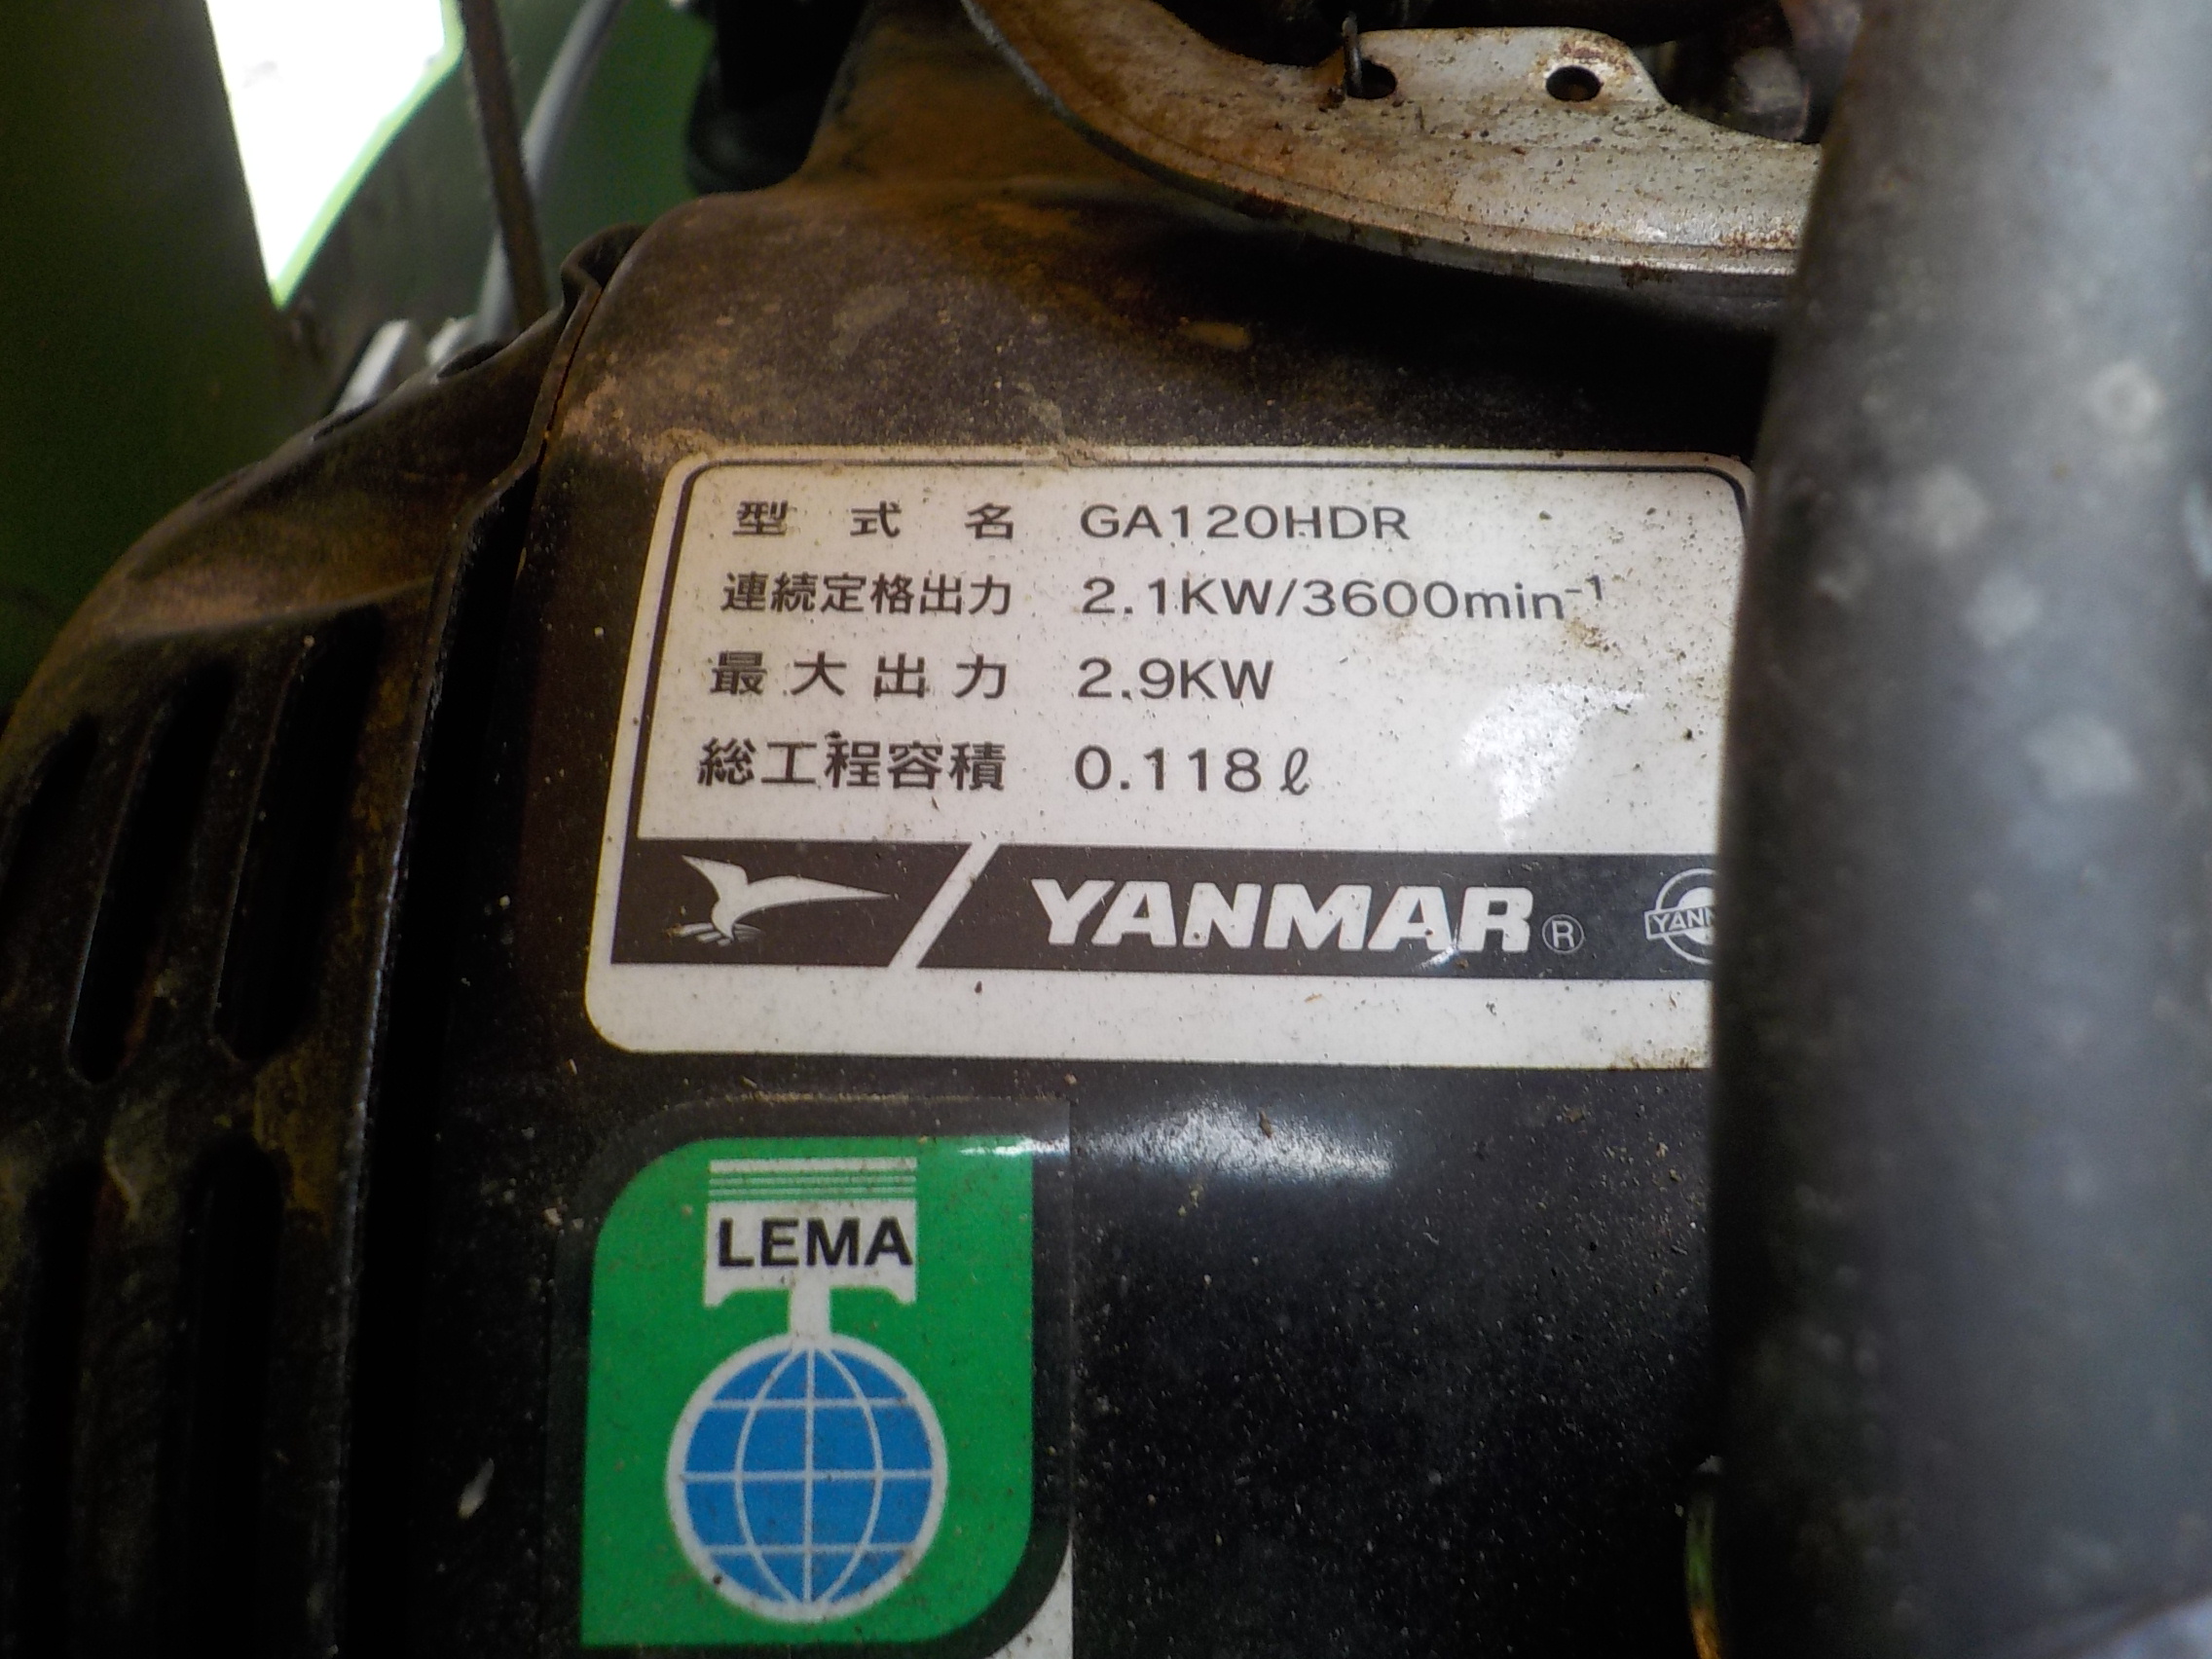 型式名 GA120HDR
連続定格出力 2.1KW/3600min⁻¹
最大出力 2.9KW
総工程容積 0.118ℓ
YANMAR®
LEMA